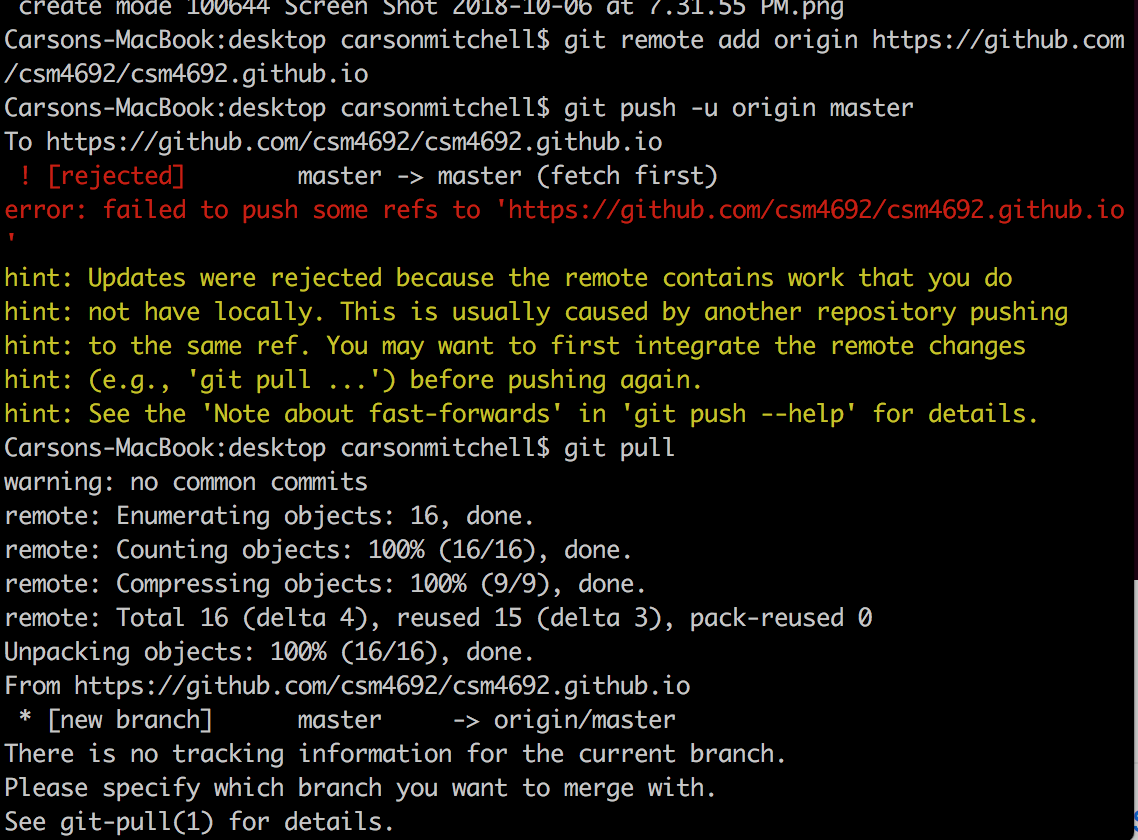 create mode 100644 Screen Shot 2018-10-06 at 7.31.55 PM.png
Carsons-MacBook:desktop carsonmitchell$ git remote add origin https://github.com
/csm4692/csm4692.github.io
Carsons-MacBook:desktop carsonmitchell$ git push -u origin master
To https://github.com/csm4692/csm4692.github.io
 ! [rejected]        master -> master (fetch first)
error: failed to push some refs to 'https://github.com/csm4692/csm4692.github.io
'
hint: Updates were rejected because the remote contains work that you do
hint: not have locally. This is usually caused by another repository pushing
hint: to the same ref. You may want to first integrate the remote changes
hint: (e.g., 'git pull ...') before pushing again.
hint: See the 'Note about fast-forwards' in 'git push --help' for details.
Carsons-MacBook:desktop carsonmitchell$ git pull
warning: no common commits
remote: Enumerating objects: 16, done.
remote: Counting objects: 100% (16/16), done.
remote: Compressing objects: 100% (9/9), done.
remote: Total 16 (delta 4), reused 15 (delta 3), pack-reused 0
Unpacking objects: 100% (16/16), done.
From https://github.com/csm4692/csm4692.github.io
 * [new branch]      master     -> origin/master
There is no tracking information for the current branch.
Please specify which branch you want to merge with.
See git-pull(1) for details.